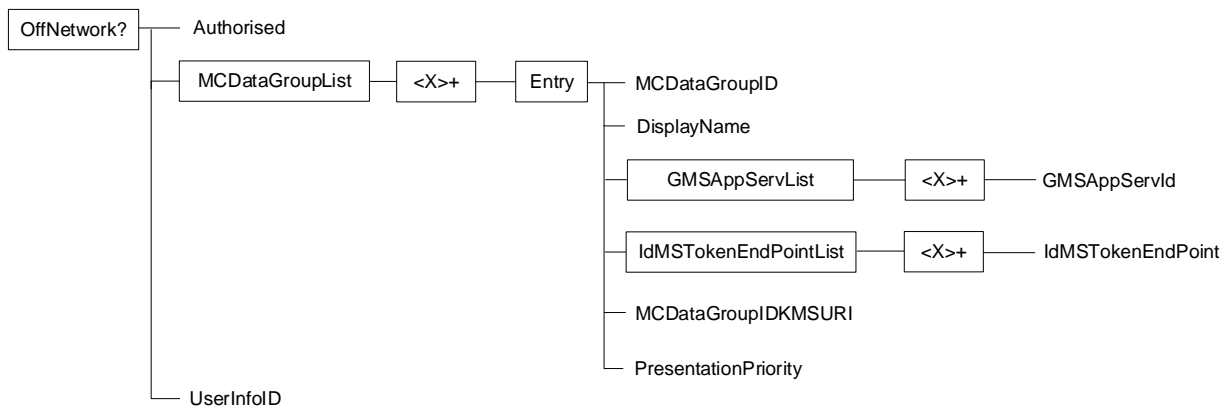 OffNetwork?
Authorised
MCDataGroupList <X>+ Entry MCDataGroupID
DisplayName
GMSAppServList <X>+ GMSAppServId
IdMSTokenEndPointList <X>+ IdMSTokenEndPoint
MCDataGroupIDKMSURI
PresentationPriority
UserInfoID